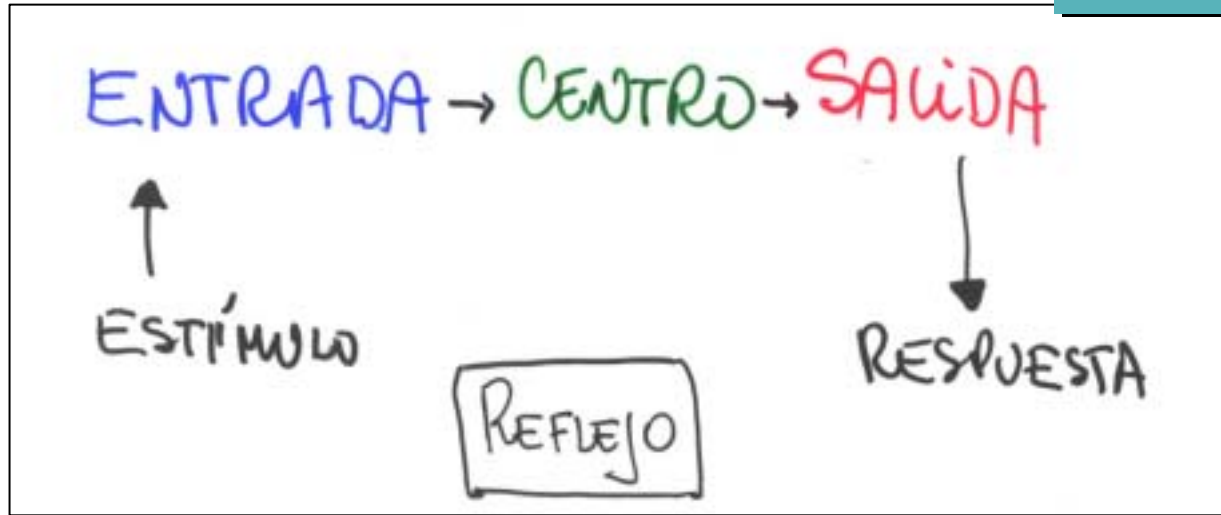 ENTRADA → CENTRO → SALIDA
ESTÍMULO
RESPUESTA
REFLEJO